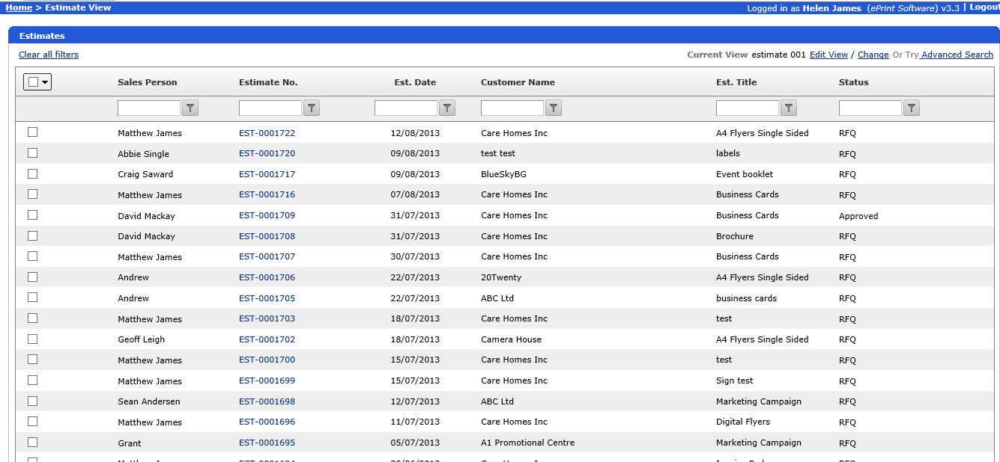 Home > Estimate View Logged in as Helen James (ePrint Software) v3.3 | Logout
Estimates
Clear all filters Current View estimate 001 Edit View / Change Or Try Advanced Search
Sales Person Estimate No. Est. Date Customer Name Est. Title Status
Matthew James EST-0001722 12/08/2013 Care Homes Inc A4 Flyers Single Sided RFQ
Abbie Single EST-0001720 09/08/2013 test test labels RFQ
Craig Saward EST-0001717 09/08/2013 BlueSkyBG Event booklet RFQ
Matthew James EST-0001716 07/08/2013 Care Homes Inc Business Cards RFQ
David Mackay EST-0001709 31/07/2013 Care Homes Inc Business Cards Approved
David Mackay EST-0001708 31/07/2013 Care Homes Inc Brochure RFQ
Matthew James EST-0001707 30/07/2013 Care Homes Inc Business Cards RFQ
Andrew EST-0001706 22/07/2013 20Twenty A4 Flyers Single Sided RFQ
Andrew EST-0001705 22/07/2013 ABC Ltd business cards RFQ
Matthew James EST-0001703 18/07/2013 Care Homes Inc test RFQ
Geoff Leigh EST-0001702 18/07/2013 Camera House A4 Flyers Single Sided RFQ
Matthew James EST-0001700 15/07/2013 Care Homes Inc test RFQ
Matthew James EST-0001699 15/07/2013 Care Homes Inc Sign test RFQ
Sean Andersen EST-0001698 12/07/2013 ABC Ltd Marketing Campaign RFQ
Matthew James EST-0001696 11/07/2013 Care Homes Inc Digital Flyers RFQ
Grant EST-0001695 05/07/2013 A1 Promotional Centre Marketing Campaign RFQ